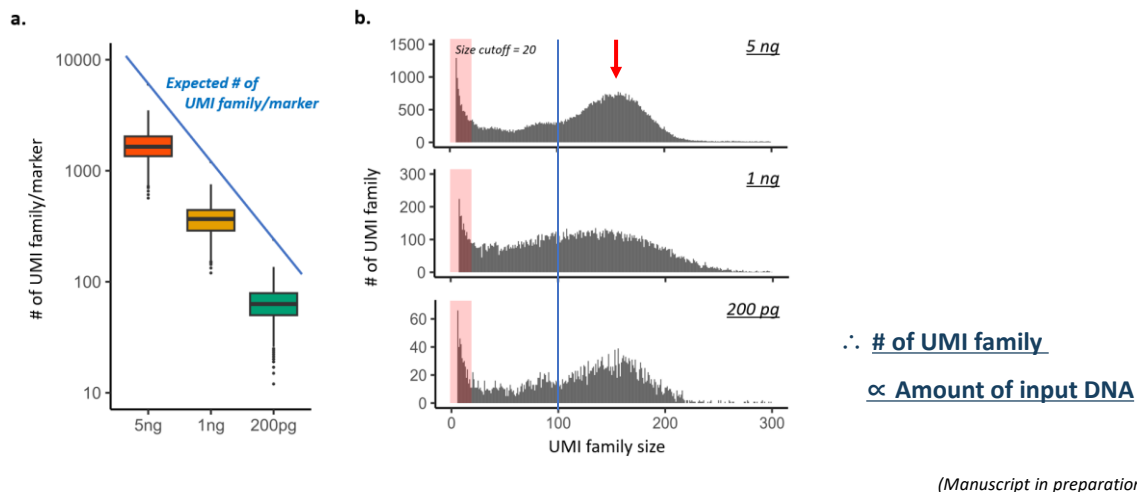 a.
# of UMI family/marker
10000
1000
100
10
Expected # of
UMI family/marker
5ng
1ng
200pg
b.
# of UMI family
Size cutoff = 20
5 ng
1500
1000
500
0
1 ng
300
200
100
0
200 pg
60
40
20
0
0
100
200
300
UMI family size
∴ # of UMI family
∝ Amount of input DNA
(Manuscript in preparation